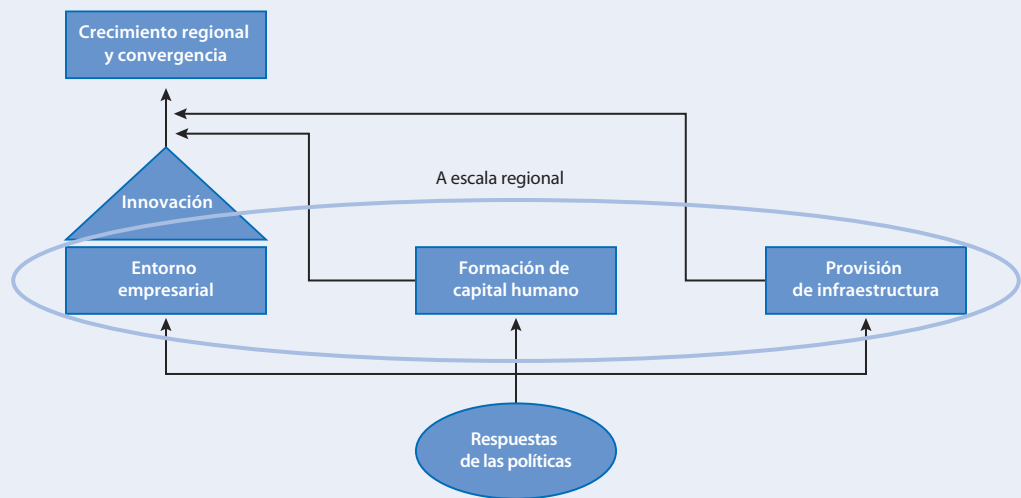 Crecimiento regional
y convergencia
A escala regional
Innovación
Entorno
empresarial
Formación de
capital humano
Provisión
de infraestructura
Respuestas
de las políticas